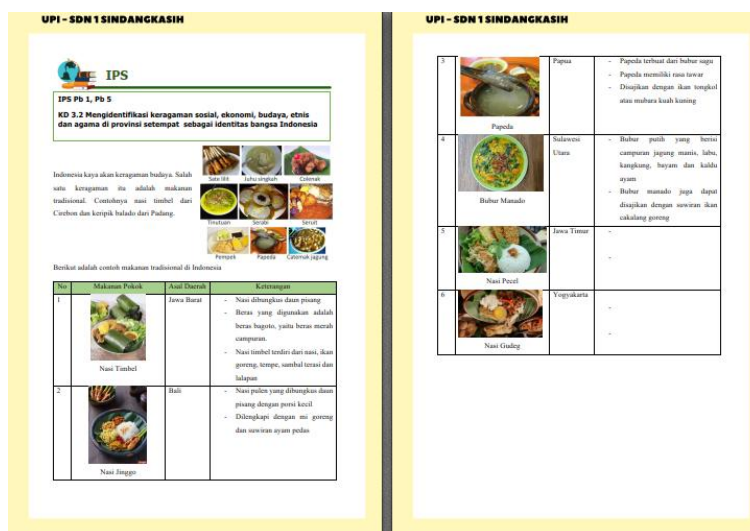 UPI - SDN 1 SINDANGKASIH
IPS
IPS Pb 1, Pb 5
KD 3.2 Mengidentifikasi keragaman sosial, ekonomi, budaya, etnis
dan agama di provinsi setempat sebagai identitas bangsa Indonesia
Indonesia kaya akan keragaman budaya. Salah
satu keragaman itu adalah makanan
tradisional. Contohnya nasi timbel dari
Cirebon dan keripik balado dari Padang.
Sate lilit Juhu singkah Colenak
Tinutuan Serabi Seruit
Pempek Papeda Catemak jagung
Berikut adalah contoh makanan tradisional di Indonesia
No Makanan Pokok Asal Daerah Keterangan
1 Jawa Barat - Nasi dibungkus daun pisang
- Beras yang digunakan adalah
beras bagoto, yaitu beras merah
campuran.
- Nasi timbel terdiri dari nasi, ikan
goreng, tempe, sambal terasi dan
lalapan
Nasi Timbel
2 Bali - Nasi pulen yang dibungkus daun
pisang dengan porsi kecil
- Dilengkapi dengan mi goreng
dan suwiran ayam pedas
Nasi Jinggo
UPI - SDN 1 SINDANGKASIH
3 Papua - Papeda terbuat dari bubur sagu
- Papeda memiliki rasa tawar
- Disajikan dengan ikan tongkol
atau mubara kuah kuning
Papeda
4 Sulawesi - Bubur putih yang berisi
Utara campuran jagung manis, labu,
kangkung, bayam dan kaldu
ayam
- Bubur manado juga dapat
disajikan dengan suwiran ikan
cakalang goreng
Bubur Manado
5 Jawa Timur -
-
Nasi Pecel
6 Yogyakarta
-
-
Nasi Gudeg